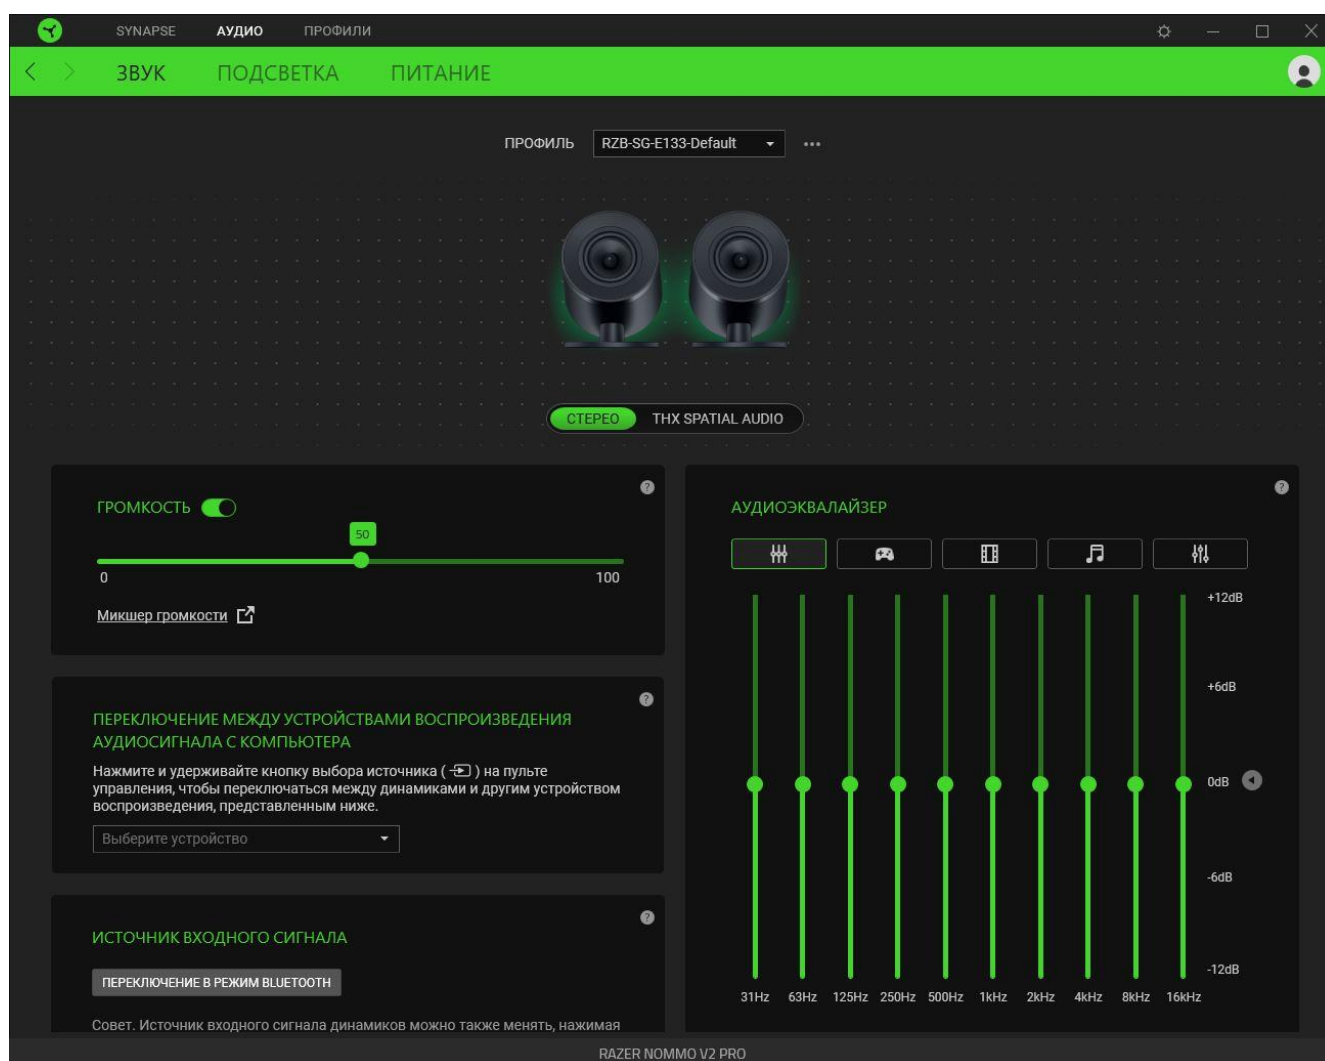 SYNAPSE АУДИО ПРОФИЛИ
ЗВУК ПОДСВЕТКА ПИТАНИЕ
ПРОФИЛЬ RZB-SG-E133-Default
СТЕРЕО THX SPATIAL AUDIO
ГРОМКОСТЬ
50
0 100
Микшер громкости
ПЕРЕКЛЮЧЕНИЕ МЕЖДУ УСТРОЙСТВАМИ ВОСПРОИЗВЕДЕНИЯ
АУДИОСИГНАЛА С КОМПЬЮТЕРА
Нажмите и удерживайте кнопку выбора источника ( ) на пульте
управления, чтобы переключаться между динамиками и другим устройством
воспроизведения, представленным ниже.
Выберите устройство
ИСТОЧНИК ВХОДНОГО СИГНАЛА
ПЕРЕКЛЮЧЕНИЕ В РЕЖИМ BLUETOOTH
Совет. Источник входного сигнала динамиков можно также менять, нажимая
АУДИОЭКВАЛАЙЗЕР
+12dB
+6dB
0dB
-6dB
-12dB
31Hz 63Hz 125Hz 250Hz 500Hz 1kHz 2kHz 4kHz 8kHz 16kHz
RAZER NOMMO V2 PRO